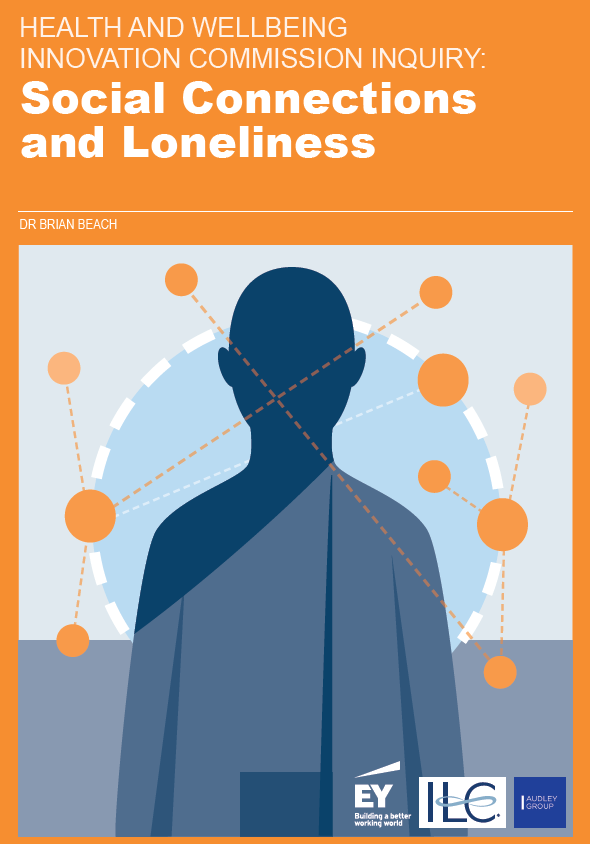 HEALTH AND WELLBEING
INNOVATION COMMISSION INQUIRY:
Social Connections
and Loneliness
DR BRIAN BEACH
EY
Building a better
working world
ILC
AUDLEY
GROUP